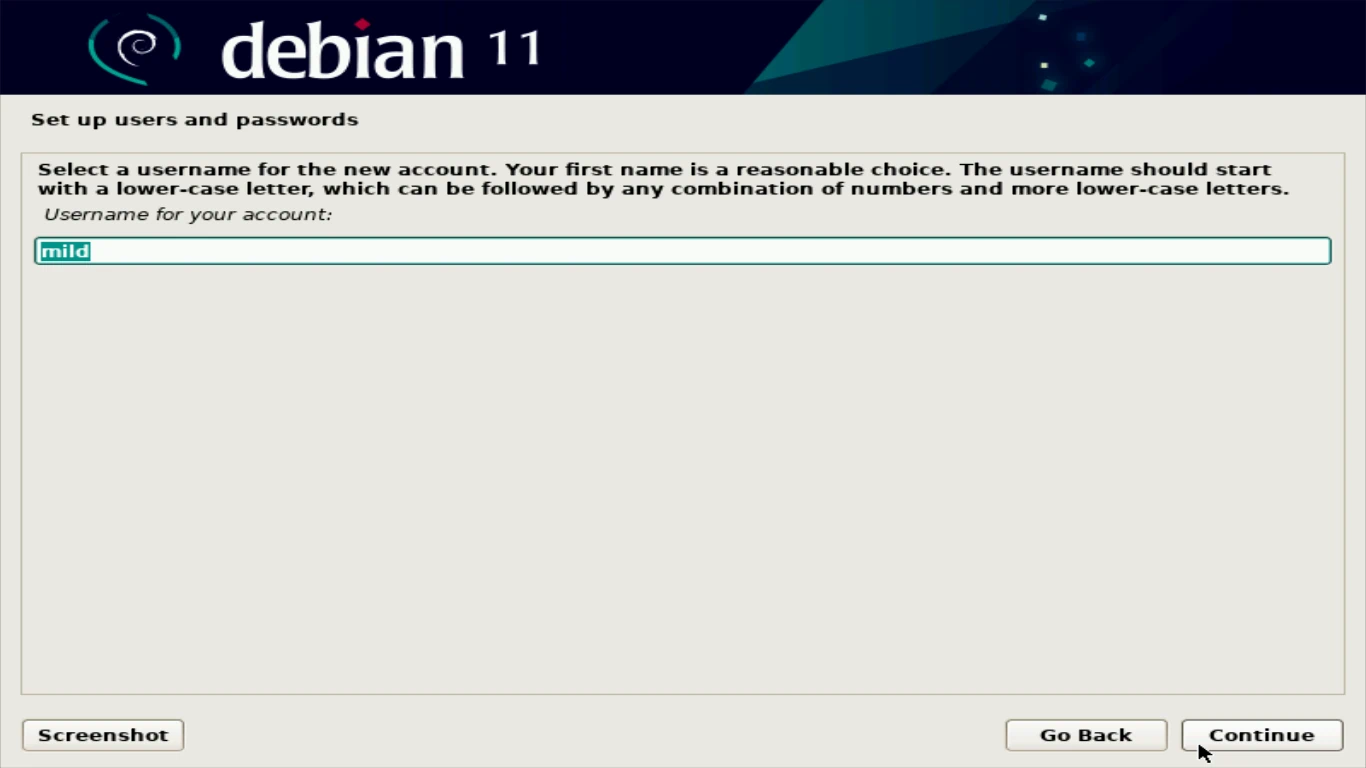 debian 11
Set up users and passwords
Select a username for the new account. Your first name is a reasonable choice. The username should start
with a lower-case letter, which can be followed by any combination of numbers and more lower-case letters.
Username for your account:
mild
Screenshot
Go Back
Continue